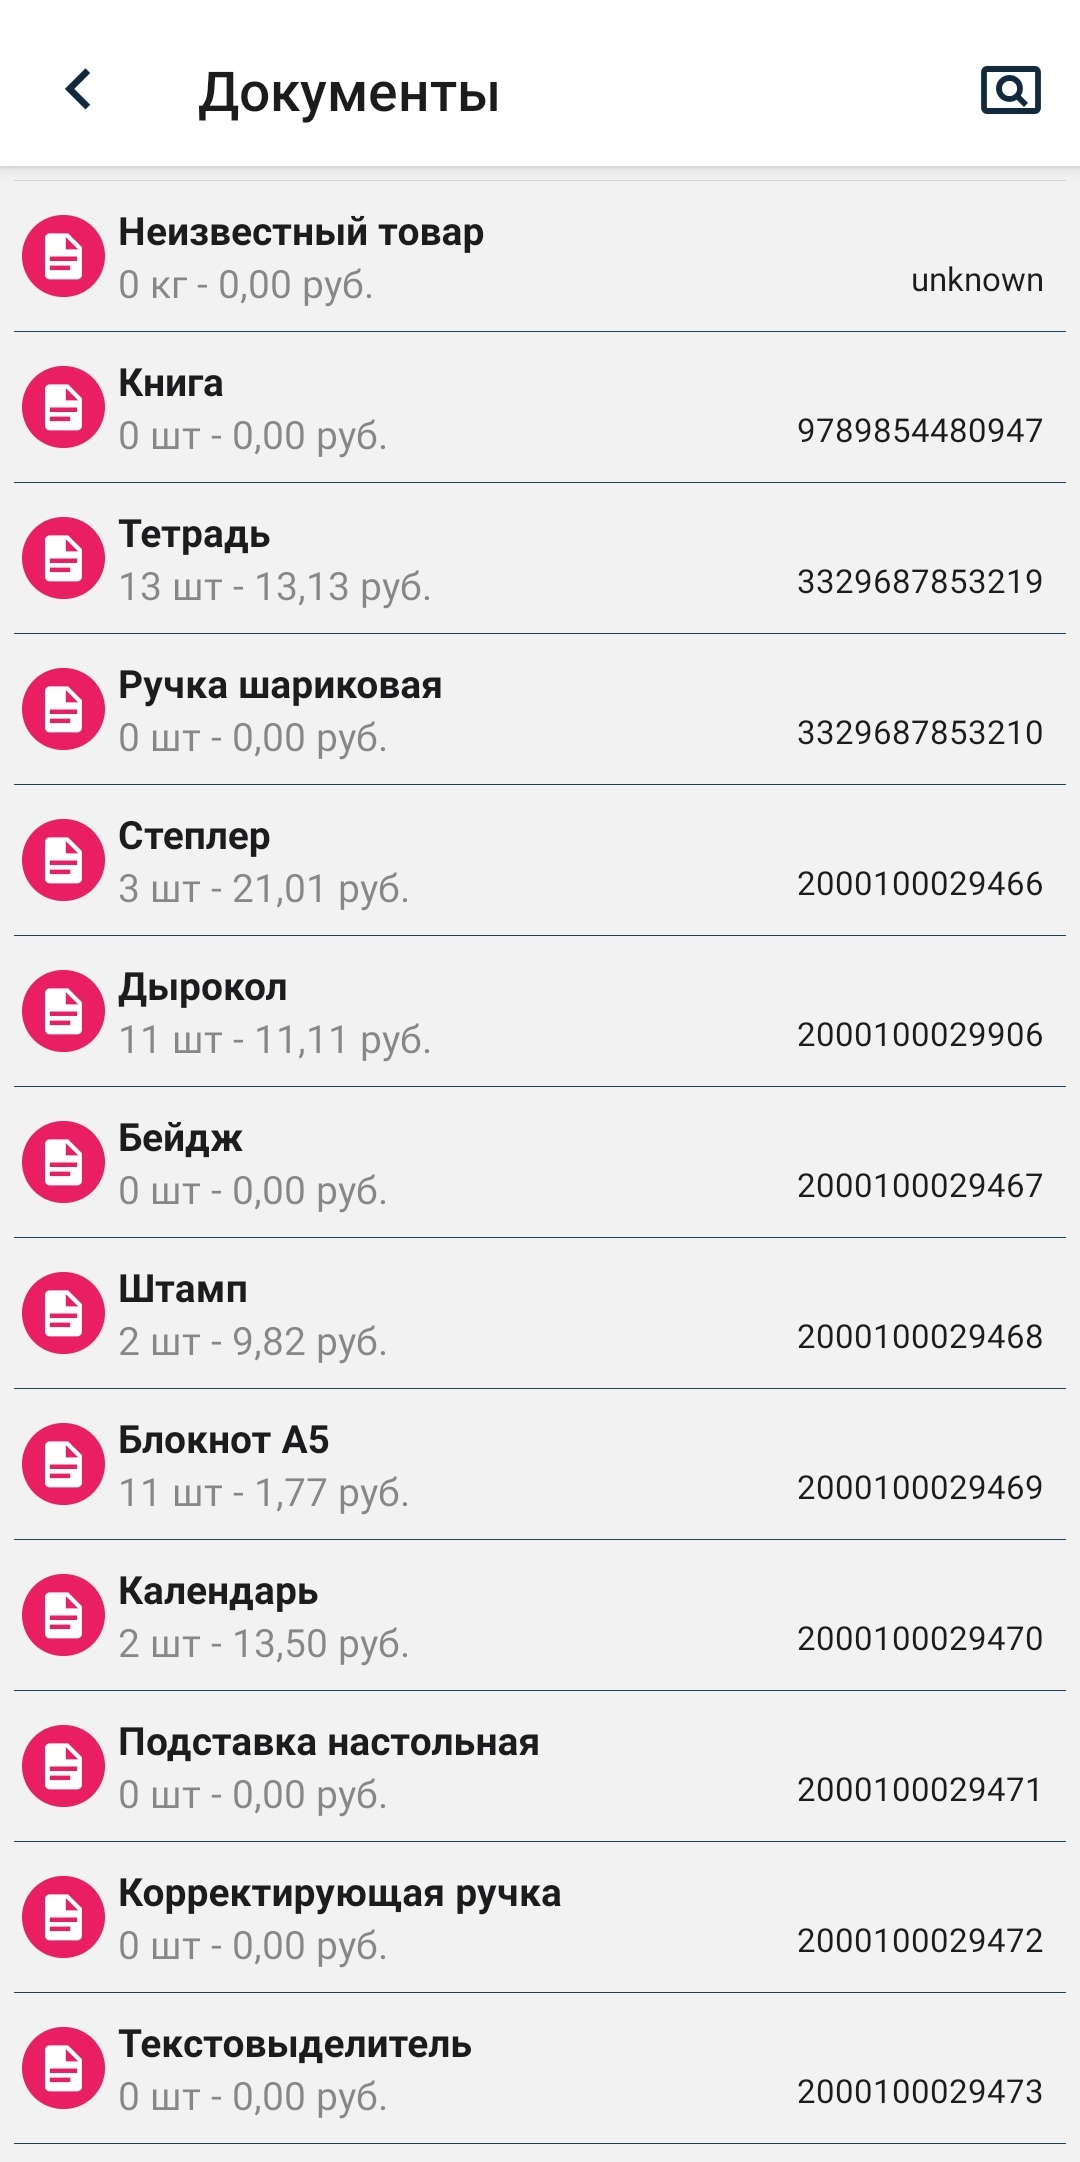 Документы
Неизвестный товар
0 кг - 0,00 руб.
unknown
Книга
0 шт - 0,00 руб.
9789854480947
Тетрадь
13 шт - 13,13 руб.
3329687853219
Ручка шариковая
0 шт - 0,00 руб.
3329687853210
Степлер
3 шт - 21,01 руб.
2000100029466
Дырокол
11 шт - 11,11 руб.
2000100029906
Бейдж
0 шт - 0,00 руб.
2000100029467
Штамп
2 шт - 9,82 руб.
2000100029468
Блокнот А5
11 шт - 1,77 руб.
2000100029469
Календарь
2 шт - 13,50 руб.
2000100029470
Подставка настольная
0 шт - 0,00 руб.
2000100029471
Корректирующая ручка
0 шт - 0,00 руб.
2000100029472
Текстовыделитель
0 шт - 0,00 руб.
2000100029473